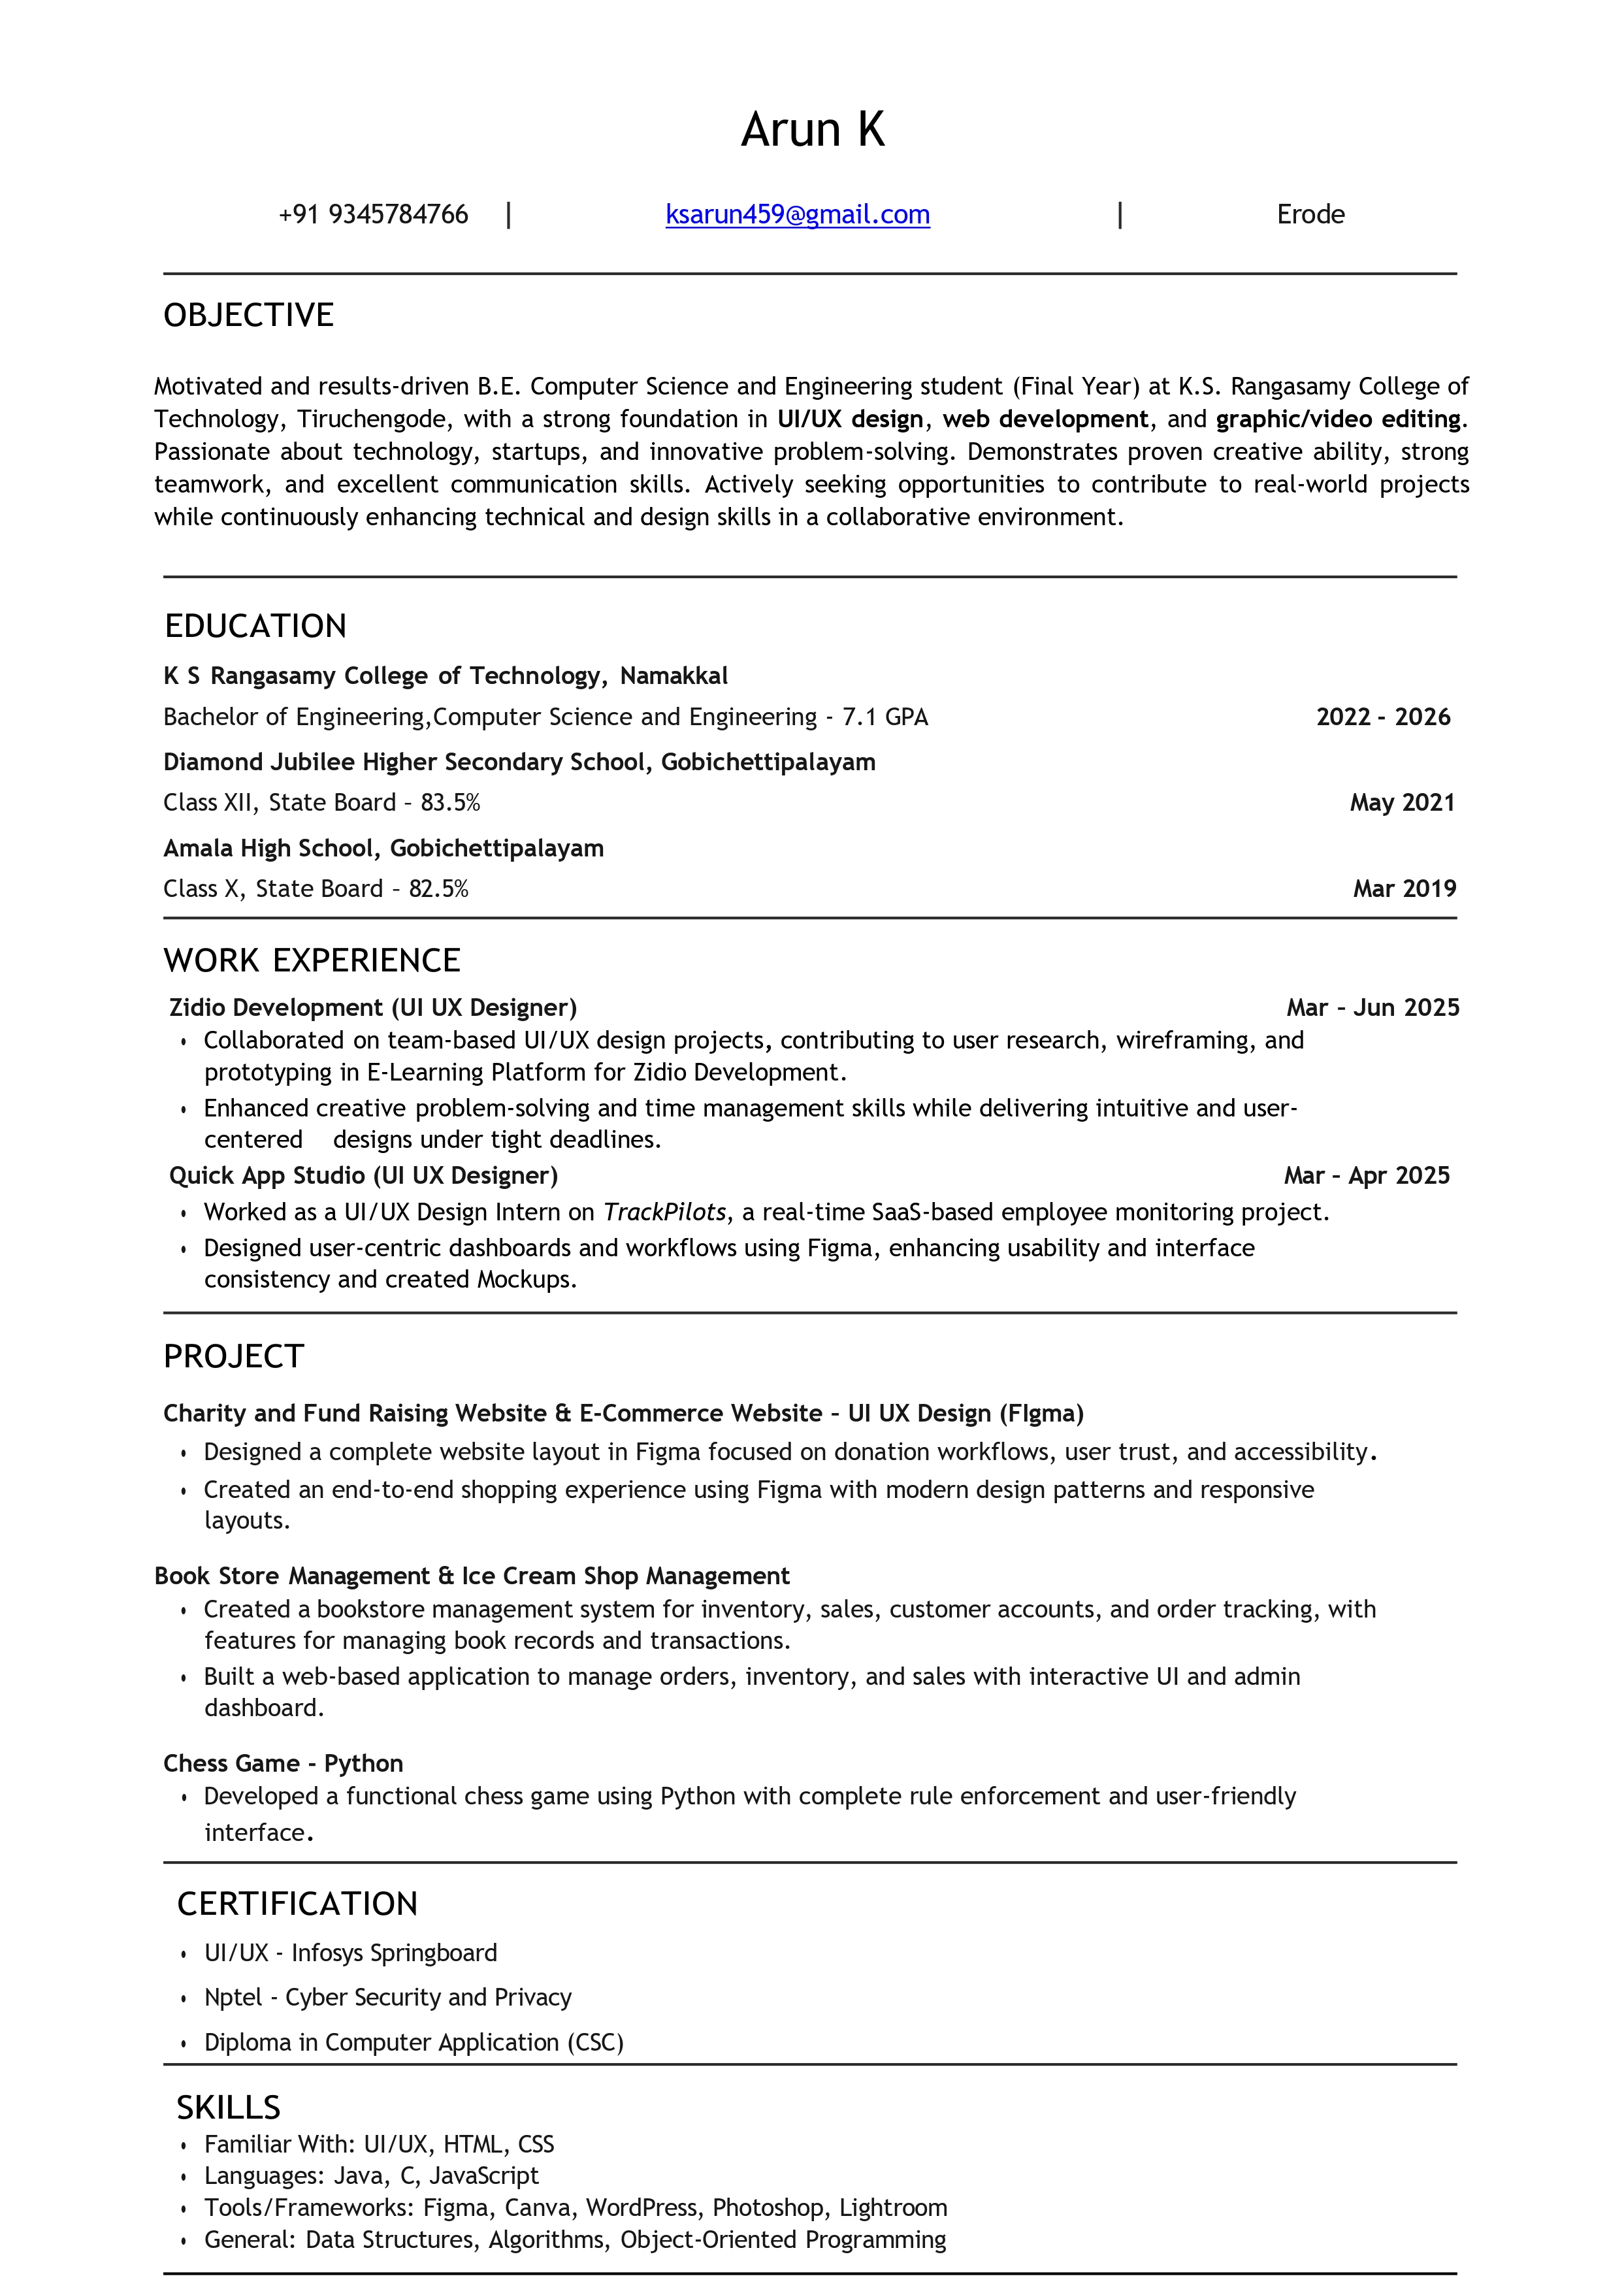 Arun K
+91 9345784766 | ksarun459@gmail.com | Erode
OBJECTIVE
Motivated and results-driven B.E. Computer Science and Engineering student (Final Year) at K.S. Rangasamy College of
Technology, Tiruchengode, with a strong foundation in UI/UX design, web development, and graphic/video editing.
Passionate about technology, startups, and innovative problem-solving. Demonstrates proven creative ability, strong
teamwork, and excellent communication skills. Actively seeking opportunities to contribute to real-world projects
while continuously enhancing technical and design skills in a collaborative environment.
EDUCATION
K S Rangasamy College of Technology, Namakkal
Bachelor of Engineering,Computer Science and Engineering - 7.1 GPA 2022 - 2026
Diamond Jubilee Higher Secondary School, Gobichettipalayam
Class XII, State Board – 83.5% May 2021
Amala High School, Gobichettipalayam
Class X, State Board – 82.5% Mar 2019
WORK EXPERIENCE
Zidio Development (UI UX Designer) Mar – Jun 2025
• Collaborated on team-based UI/UX design projects, contributing to user research, wireframing, and
prototyping in E-Learning Platform for Zidio Development.
• Enhanced creative problem-solving and time management skills while delivering intuitive and user-
centered designs under tight deadlines.
Quick App Studio (UI UX Designer) Mar – Apr 2025
• Worked as a UI/UX Design Intern on TrackPilots, a real-time SaaS-based employee monitoring project.
• Designed user-centric dashboards and workflows using Figma, enhancing usability and interface
consistency and created Mockups.
PROJECT
Charity and Fund Raising Website & E-Commerce Website – UI UX Design (FIgma)
• Designed a complete website layout in Figma focused on donation workflows, user trust, and accessibility.
• Created an end-to-end shopping experience using Figma with modern design patterns and responsive
layouts.
Book Store Management & Ice Cream Shop Management
• Created a bookstore management system for inventory, sales, customer accounts, and order tracking, with
features for managing book records and transactions.
• Built a web-based application to manage orders, inventory, and sales with interactive UI and admin
dashboard.
Chess Game - Python
• Developed a functional chess game using Python with complete rule enforcement and user-friendly
interface.
CERTIFICATION
• UI/UX - Infosys Springboard
• Nptel - Cyber Security and Privacy
• Diploma in Computer Application (CSC)
SKILLS
• Familiar With: UI/UX, HTML, CSS
• Languages: Java, C, JavaScript
• Tools/Frameworks: Figma, Canva, WordPress, Photoshop, Lightroom
• General: Data Structures, Algorithms, Object-Oriented Programming